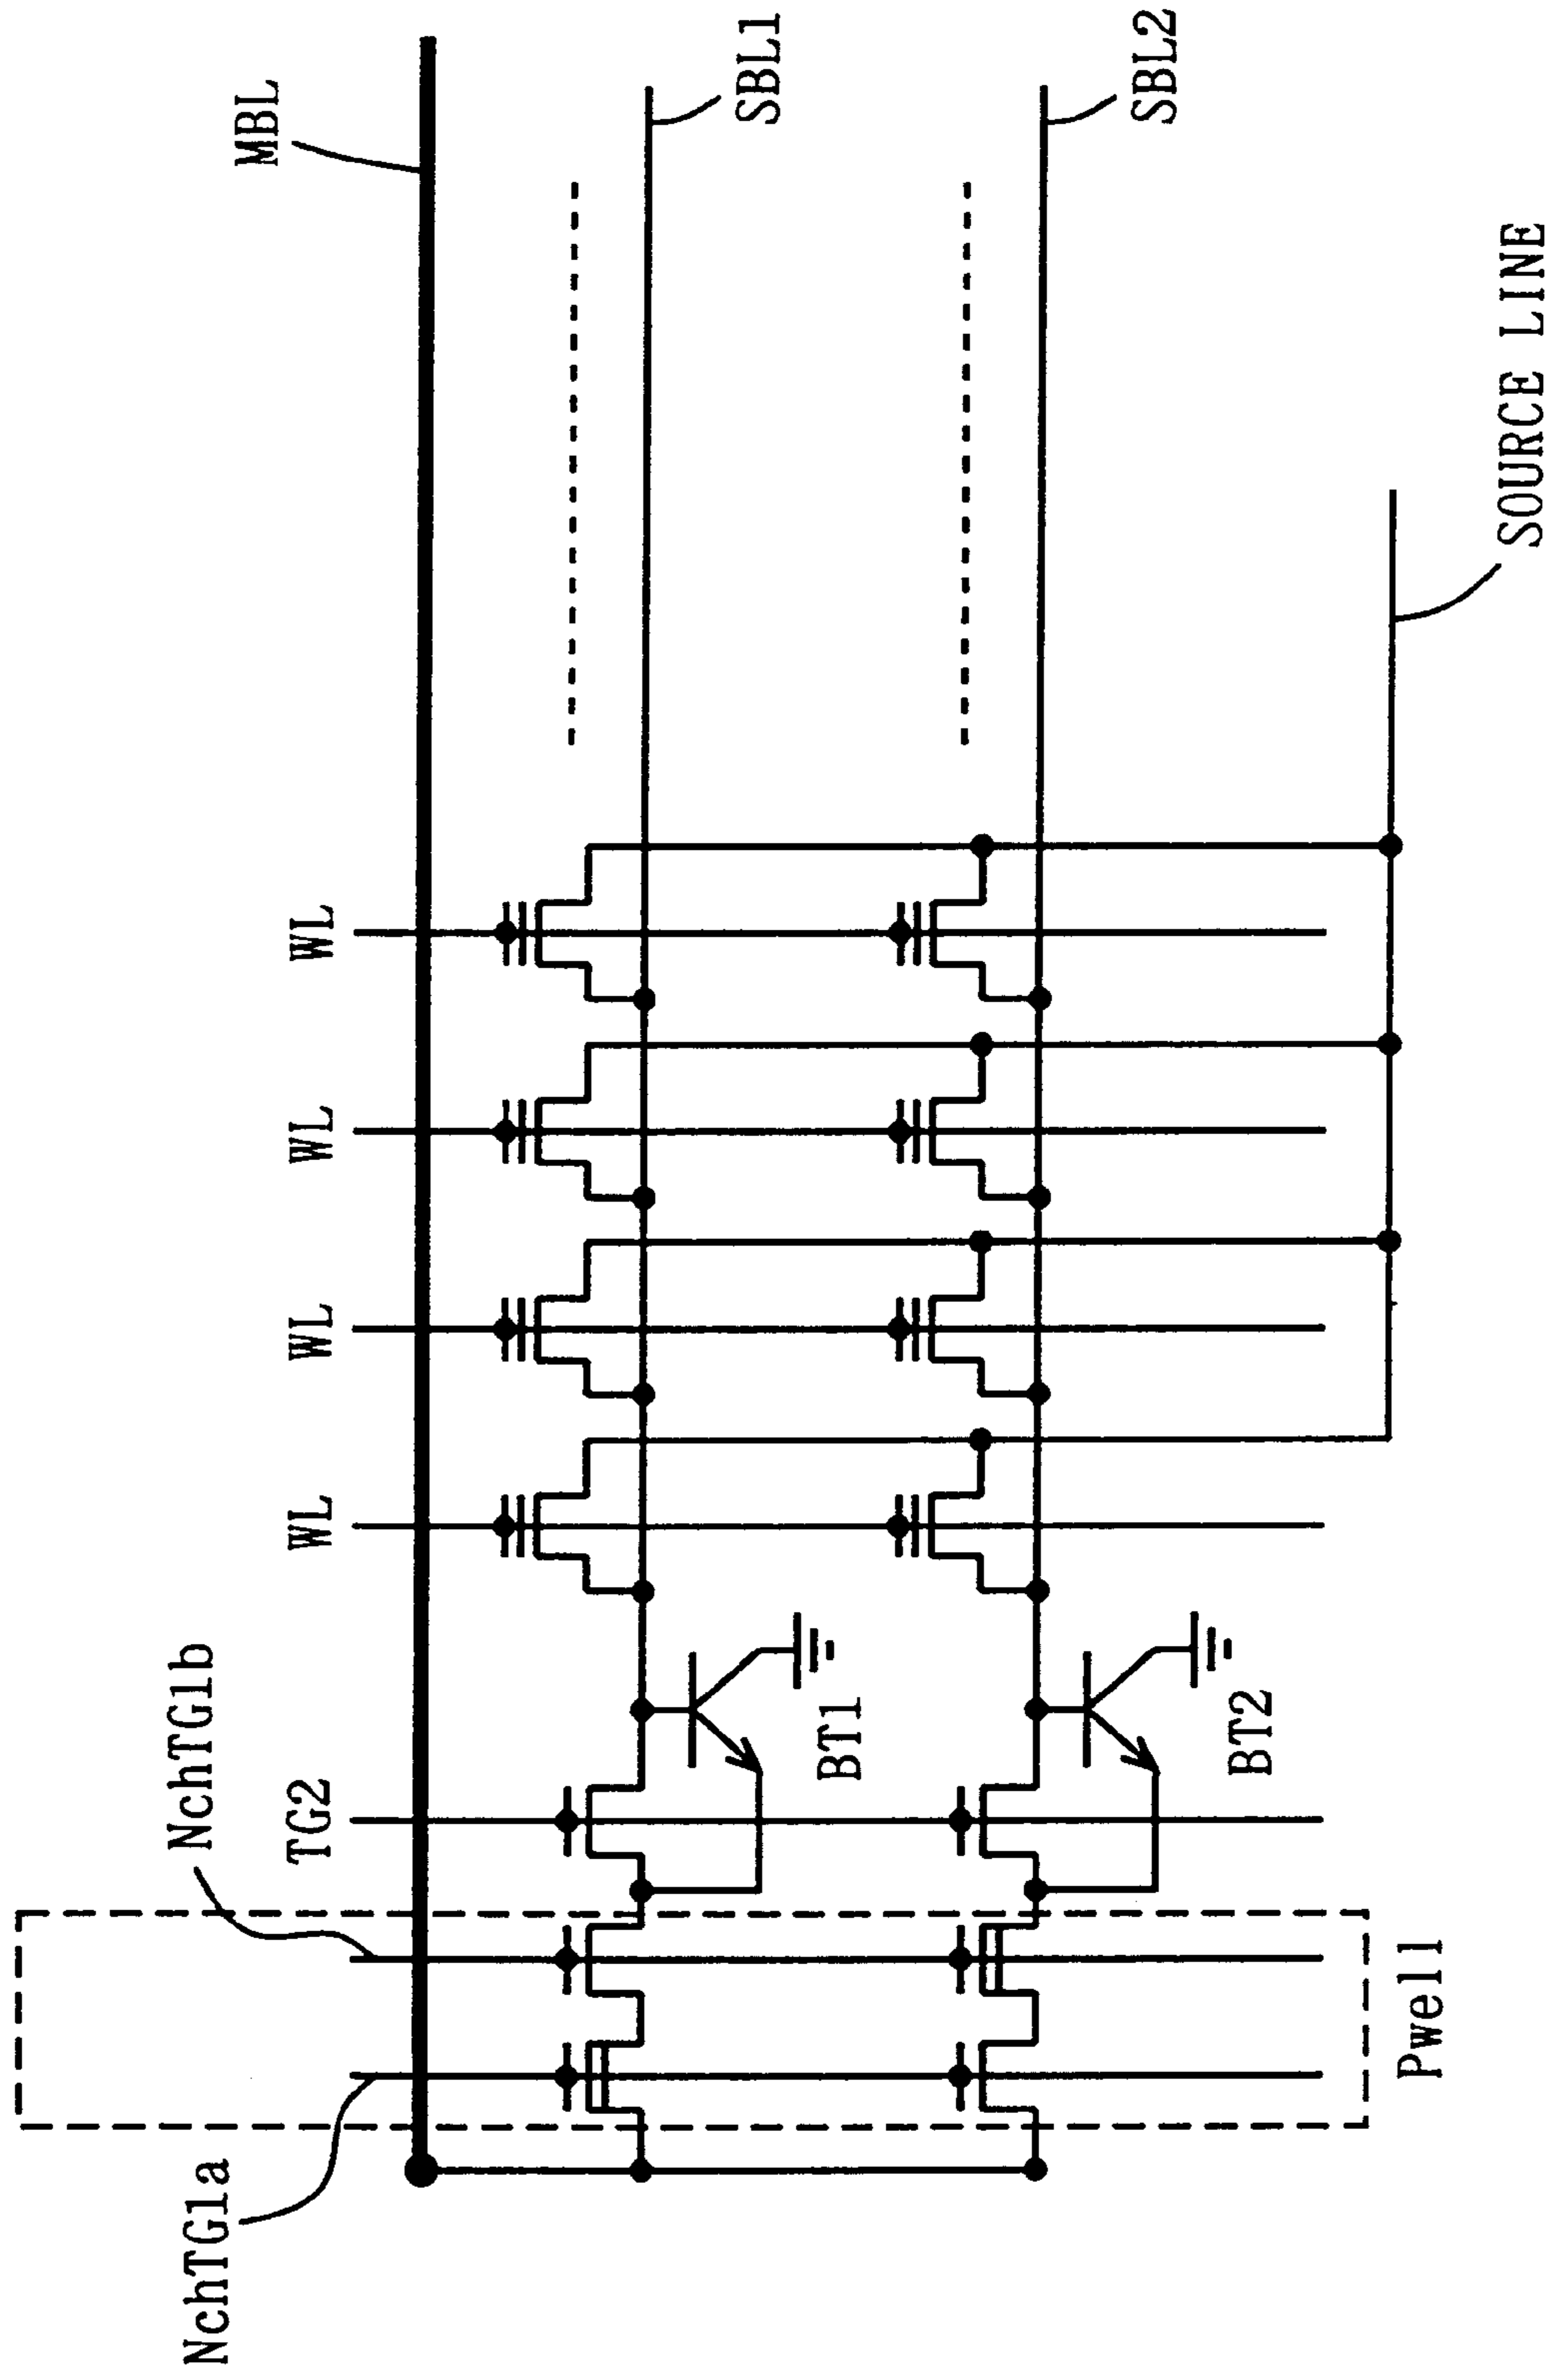 MBL
SBL1
SBL2
SOURCE LINE
WL
WL
WL
WL
NchTG1b
TG2
BT1
BT2
NchTG1a
Pwell